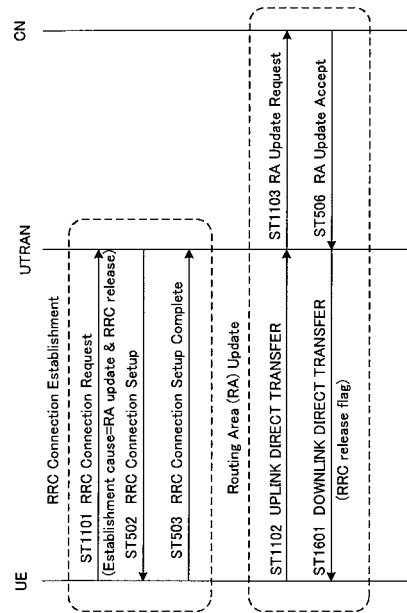 UE
UTRAN
CN
RRC Connection Establishment
ST1101 RRC Connection Request
(Establishment cause=RA update & RRC release)
ST502 RRC Connection Setup
ST503 RRC Connection Setup Complete
Routing Area (RA) Update
ST1102 UPLINK DIRECT TRANSFER
ST1103 RA Update Request
ST1601 DOWNLINK DIRECT TRANSFER
(RRC release flag)
ST506 RA Update Accept